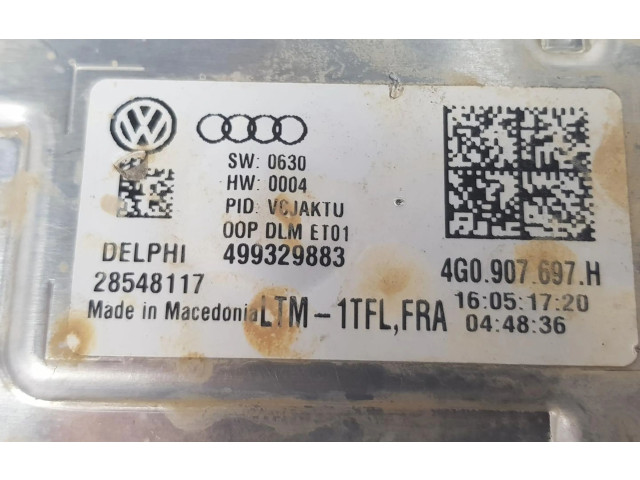 SW: 0630
HW: 0004
PID: VCJAKTU
00P DLM ET01
DELPHI 499329883
28548117
Made in Macedonia LTM-1TFL,FRA
4G0.907.697.H
16:05:17:20
04:48:36